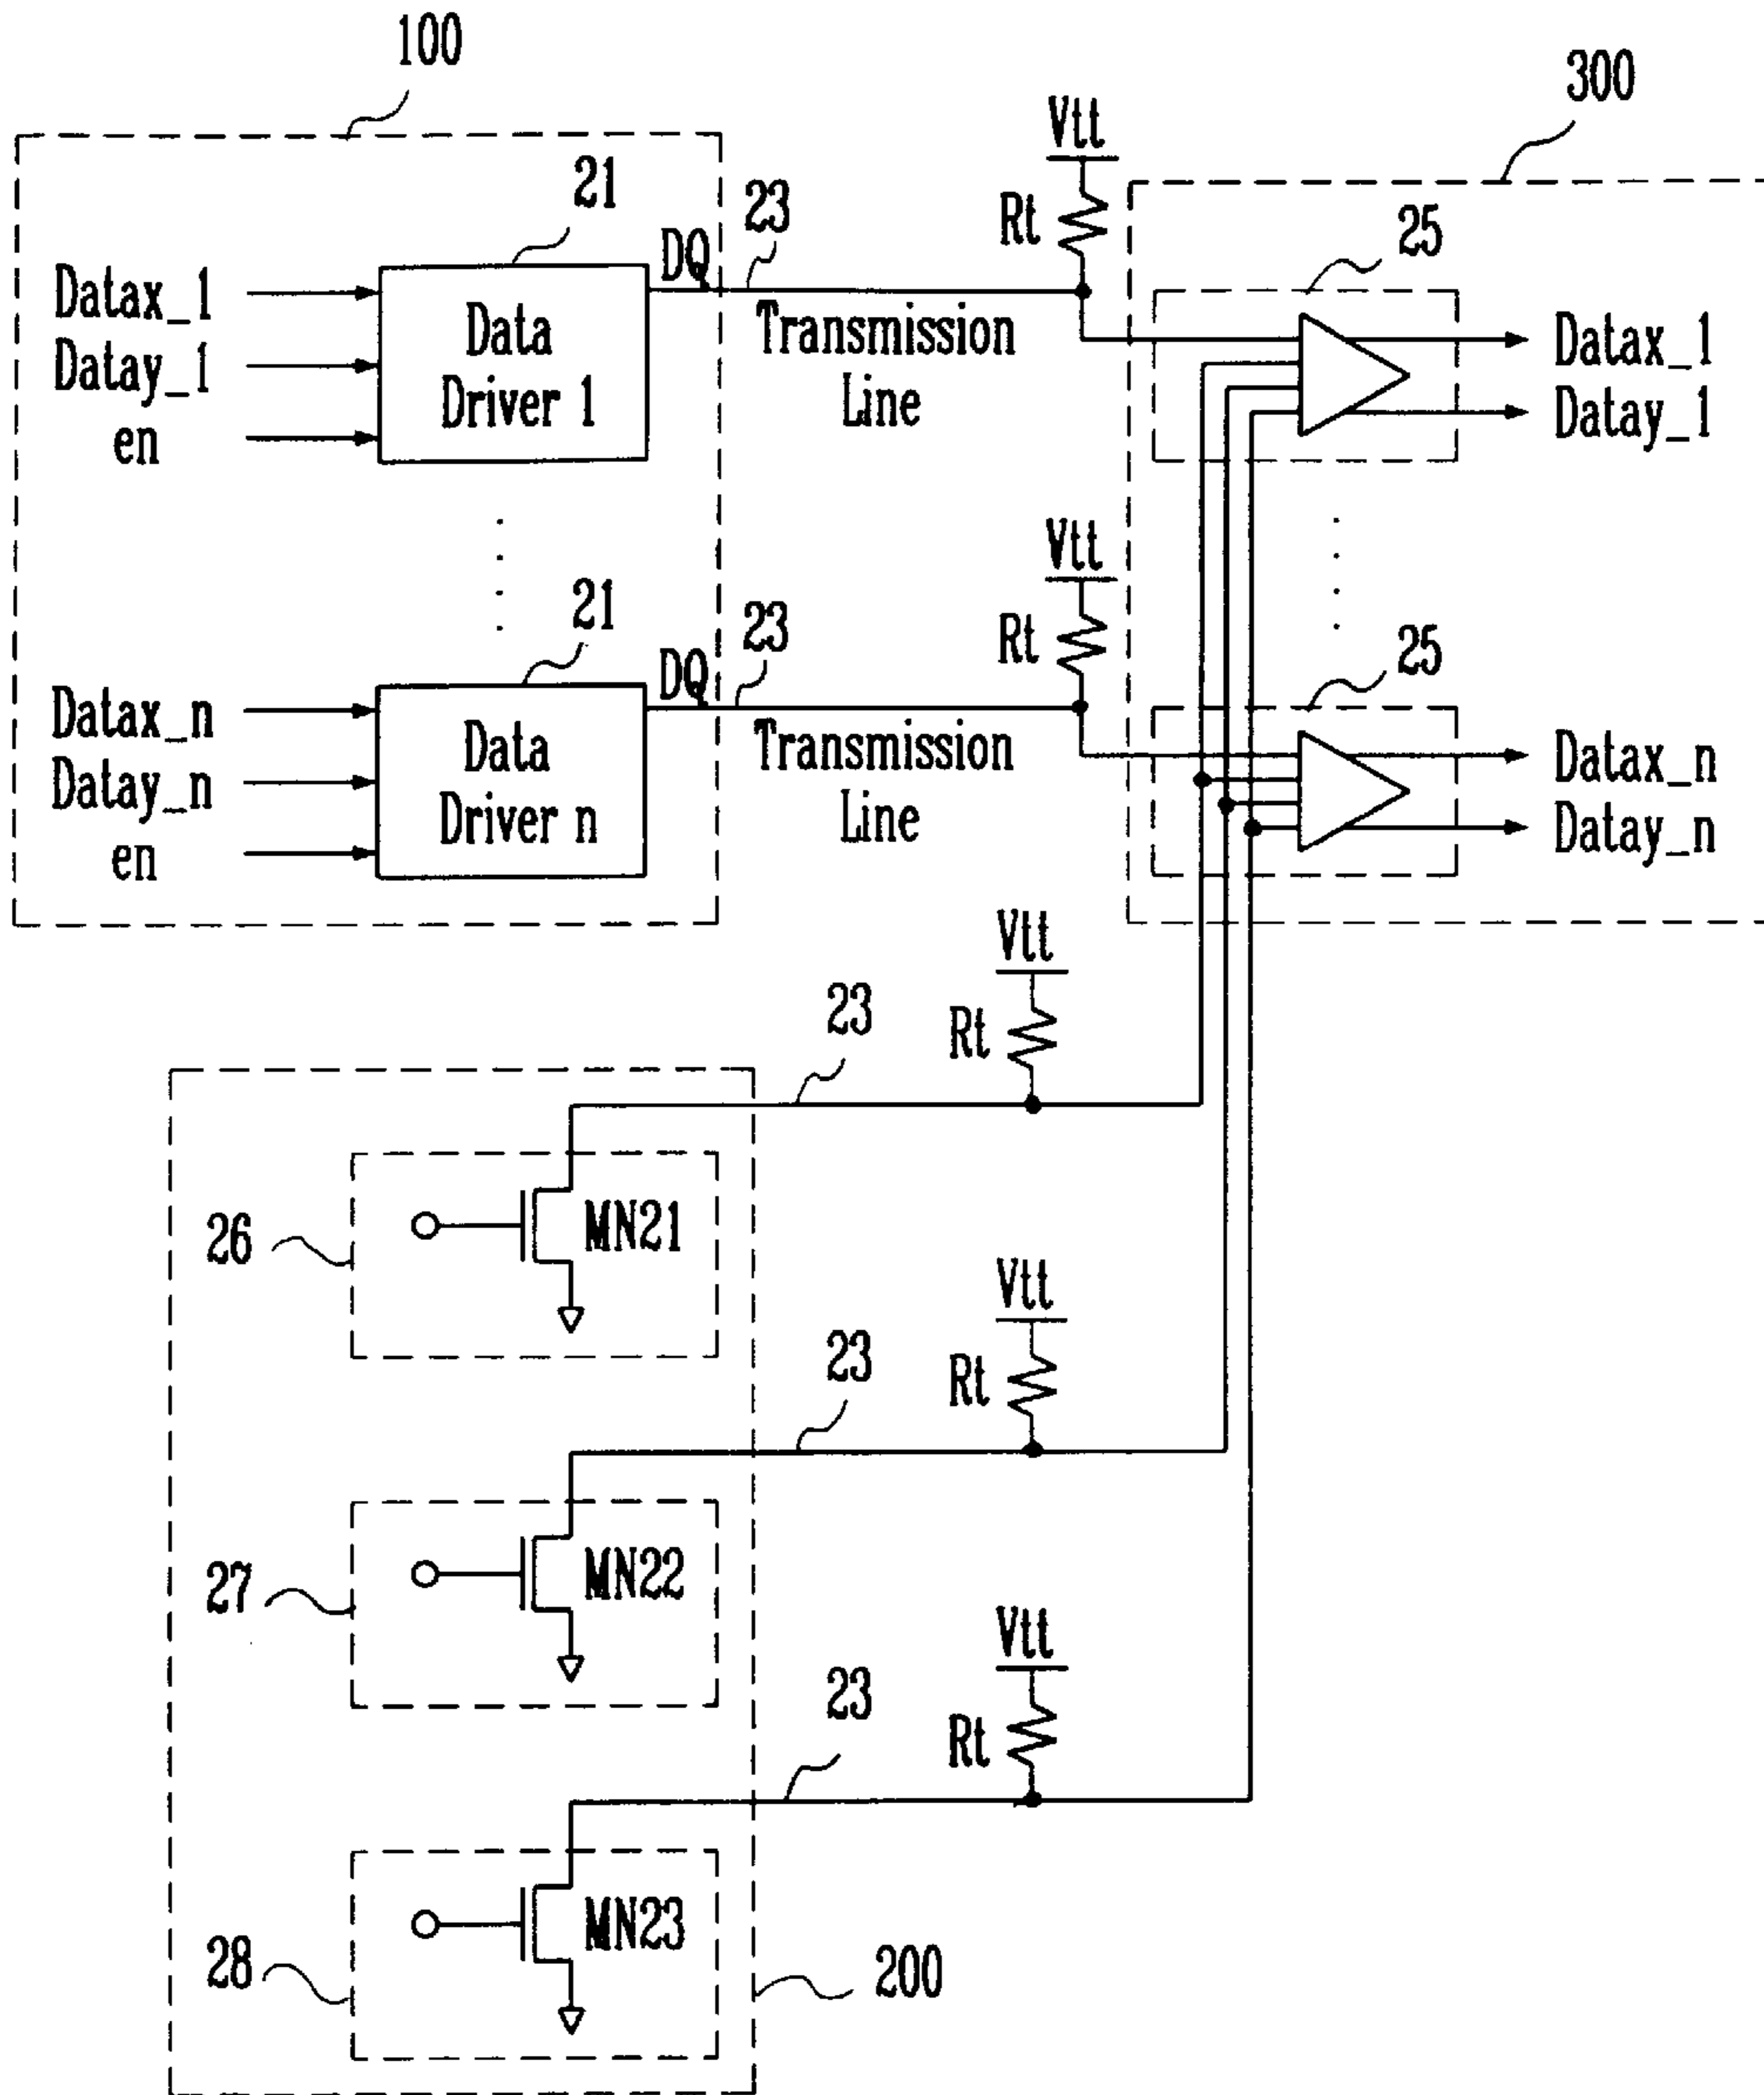 100
300
Vtt
21
23
Rt
25
DQ
Datax_1
Datay_1
en
Data
Driver 1
Transmission
Line
Datax_1
Datay_1
Vtt
21
23
Rt
25
DQ
Datax_n
Datay_n
en
Data
Driver n
Transmission
Line
Datax_n
Datay_n
Vtt
23
Rt
26
MN21
Vtt
23
Rt
27
MN22
Vtt
23
Rt
28
MN23
200